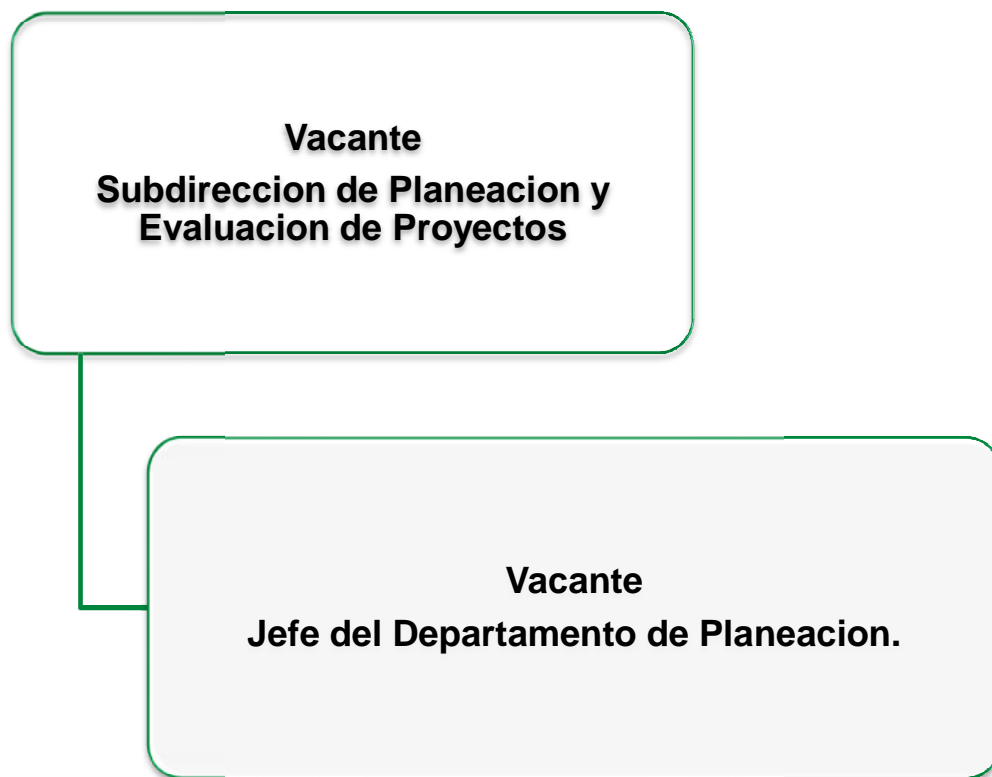 Vacante
Subdireccion de Planeacion y
Evaluacion de Proyectos
Vacante
Jefe del Departamento de Planeacion.